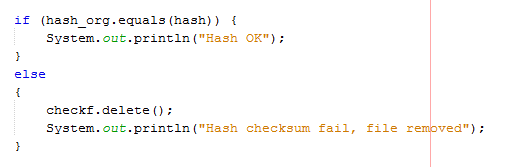 if (hash_org.equals(hash)) {
System.out.println("Hash OK");
}
else
{
checkf.delete();
System.out.println("Hash checksum fail, file removed");
}